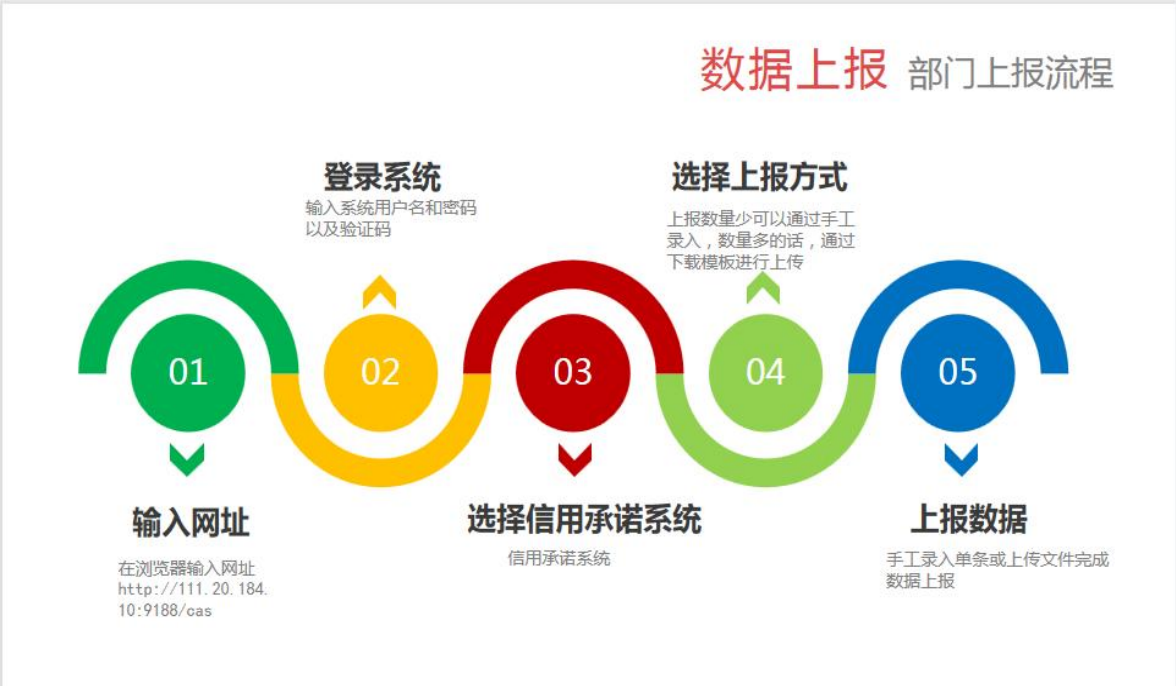 数据上报 部门上报流程
登录系统
输入系统用户名和密码
以及验证码
选择上报方式
上报数量少可以通过手工
录入，数量多的话，通过
下载模板进行上传
01
02
03
04
05
输入网址
在浏览器输入网址
http://111.20.184.
10:9188/cas
选择信用承诺系统
信用承诺系统
上报数据
手工录入单条或上传文件完成
数据上报